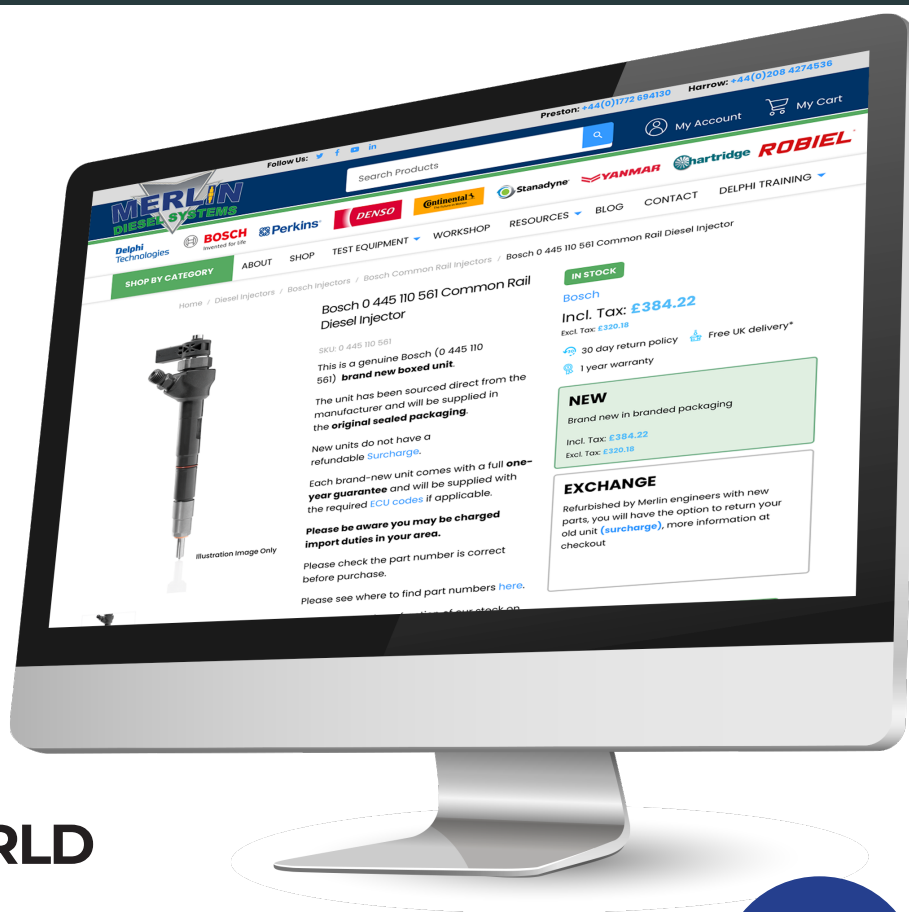 Preston: +44(0)1772 694130 Harrow: +44(0)208 4274536
Follow Us:
Search Products
My Account
My Cart
MERLIN
DIESEL SYSTEMS
Delphi
Technologies
BOSCH
Invented for life
Perkins
DENSO
Continental
Stanadyne
YANMAR
hartridge
ROBIEL
SHOP BY CATEGORY
ABOUT
SHOP
TEST EQUIPMENT
WORKSHOP
RESOURCES
BLOG
CONTACT
DELPHI TRAINING
Home / Diesel Injectors / Bosch Injectors / Bosch Common Rail Injectors / Bosch 0 445 110 561 Common Rail Diesel Injector
Illustration Image Only
Bosch 0 445 110 561 Common Rail
Diesel Injector
SKU: 0 445 110 561
This is a genuine Bosch (0 445 110
561) brand new boxed unit.
The unit has been sourced direct from the
manufacturer and will be supplied in
the original sealed packaging.
New units do not have a
refundable Surcharge.
Each brand-new unit comes with a full one-
year guarantee and will be supplied with
the required ECU codes if applicable.
Please be aware you may be charged
import duties in your area.
Please check the part number is correct
before purchase.
Please see where to find part numbers here.
of our stock on
IN STOCK
Bosch
Incl. Tax: £384.22
Excl. Tax: £320.18
30 day return policy
Free UK delivery*
1 year warranty
NEW
Brand new in branded packaging
Incl. Tax: £384.22
Excl. Tax: £320.18
EXCHANGE
Refurbished by Merlin engineers with new
parts, you will have the option to return your
old unit (surcharge), more information at
checkout
RLD